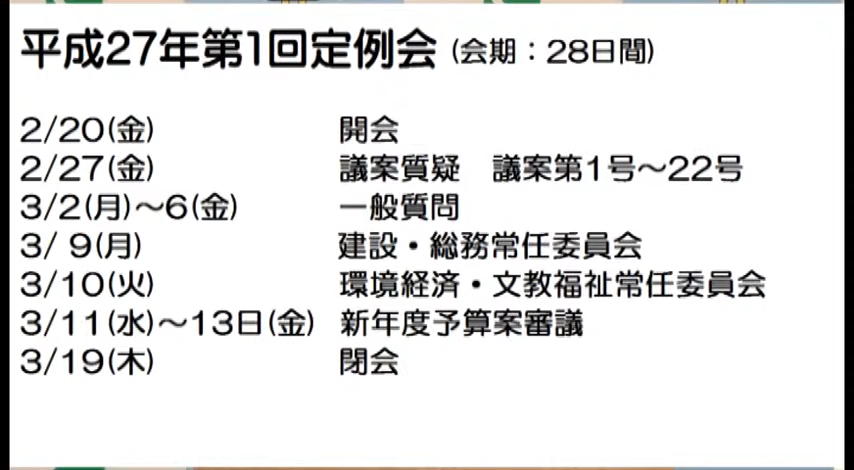 平成27年第1回定例会 (会期：28日間)
2/20(金) 開会
2/27(金) 議案質疑 議案第1号～22号
3/2(月)～6(金) 一般質問
3/ 9(月) 建設・総務常任委員会
3/10(火) 環境経済・文教福祉常任委員会
3/11(水)～13日(金) 新年度予算案審議
3/19(木) 閉会